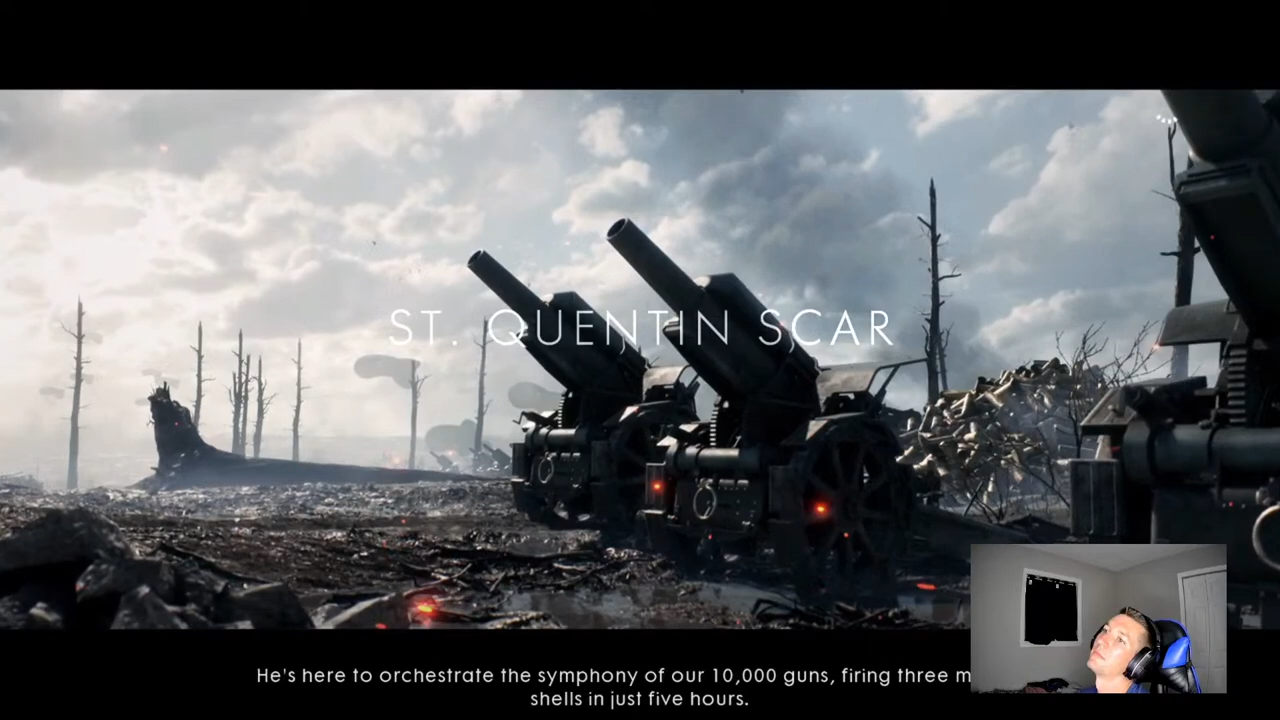 ST. QUENTIN SCAR
He's here to orchestrate the symphony of our 10,000 guns, firing three
shells in just five hours.